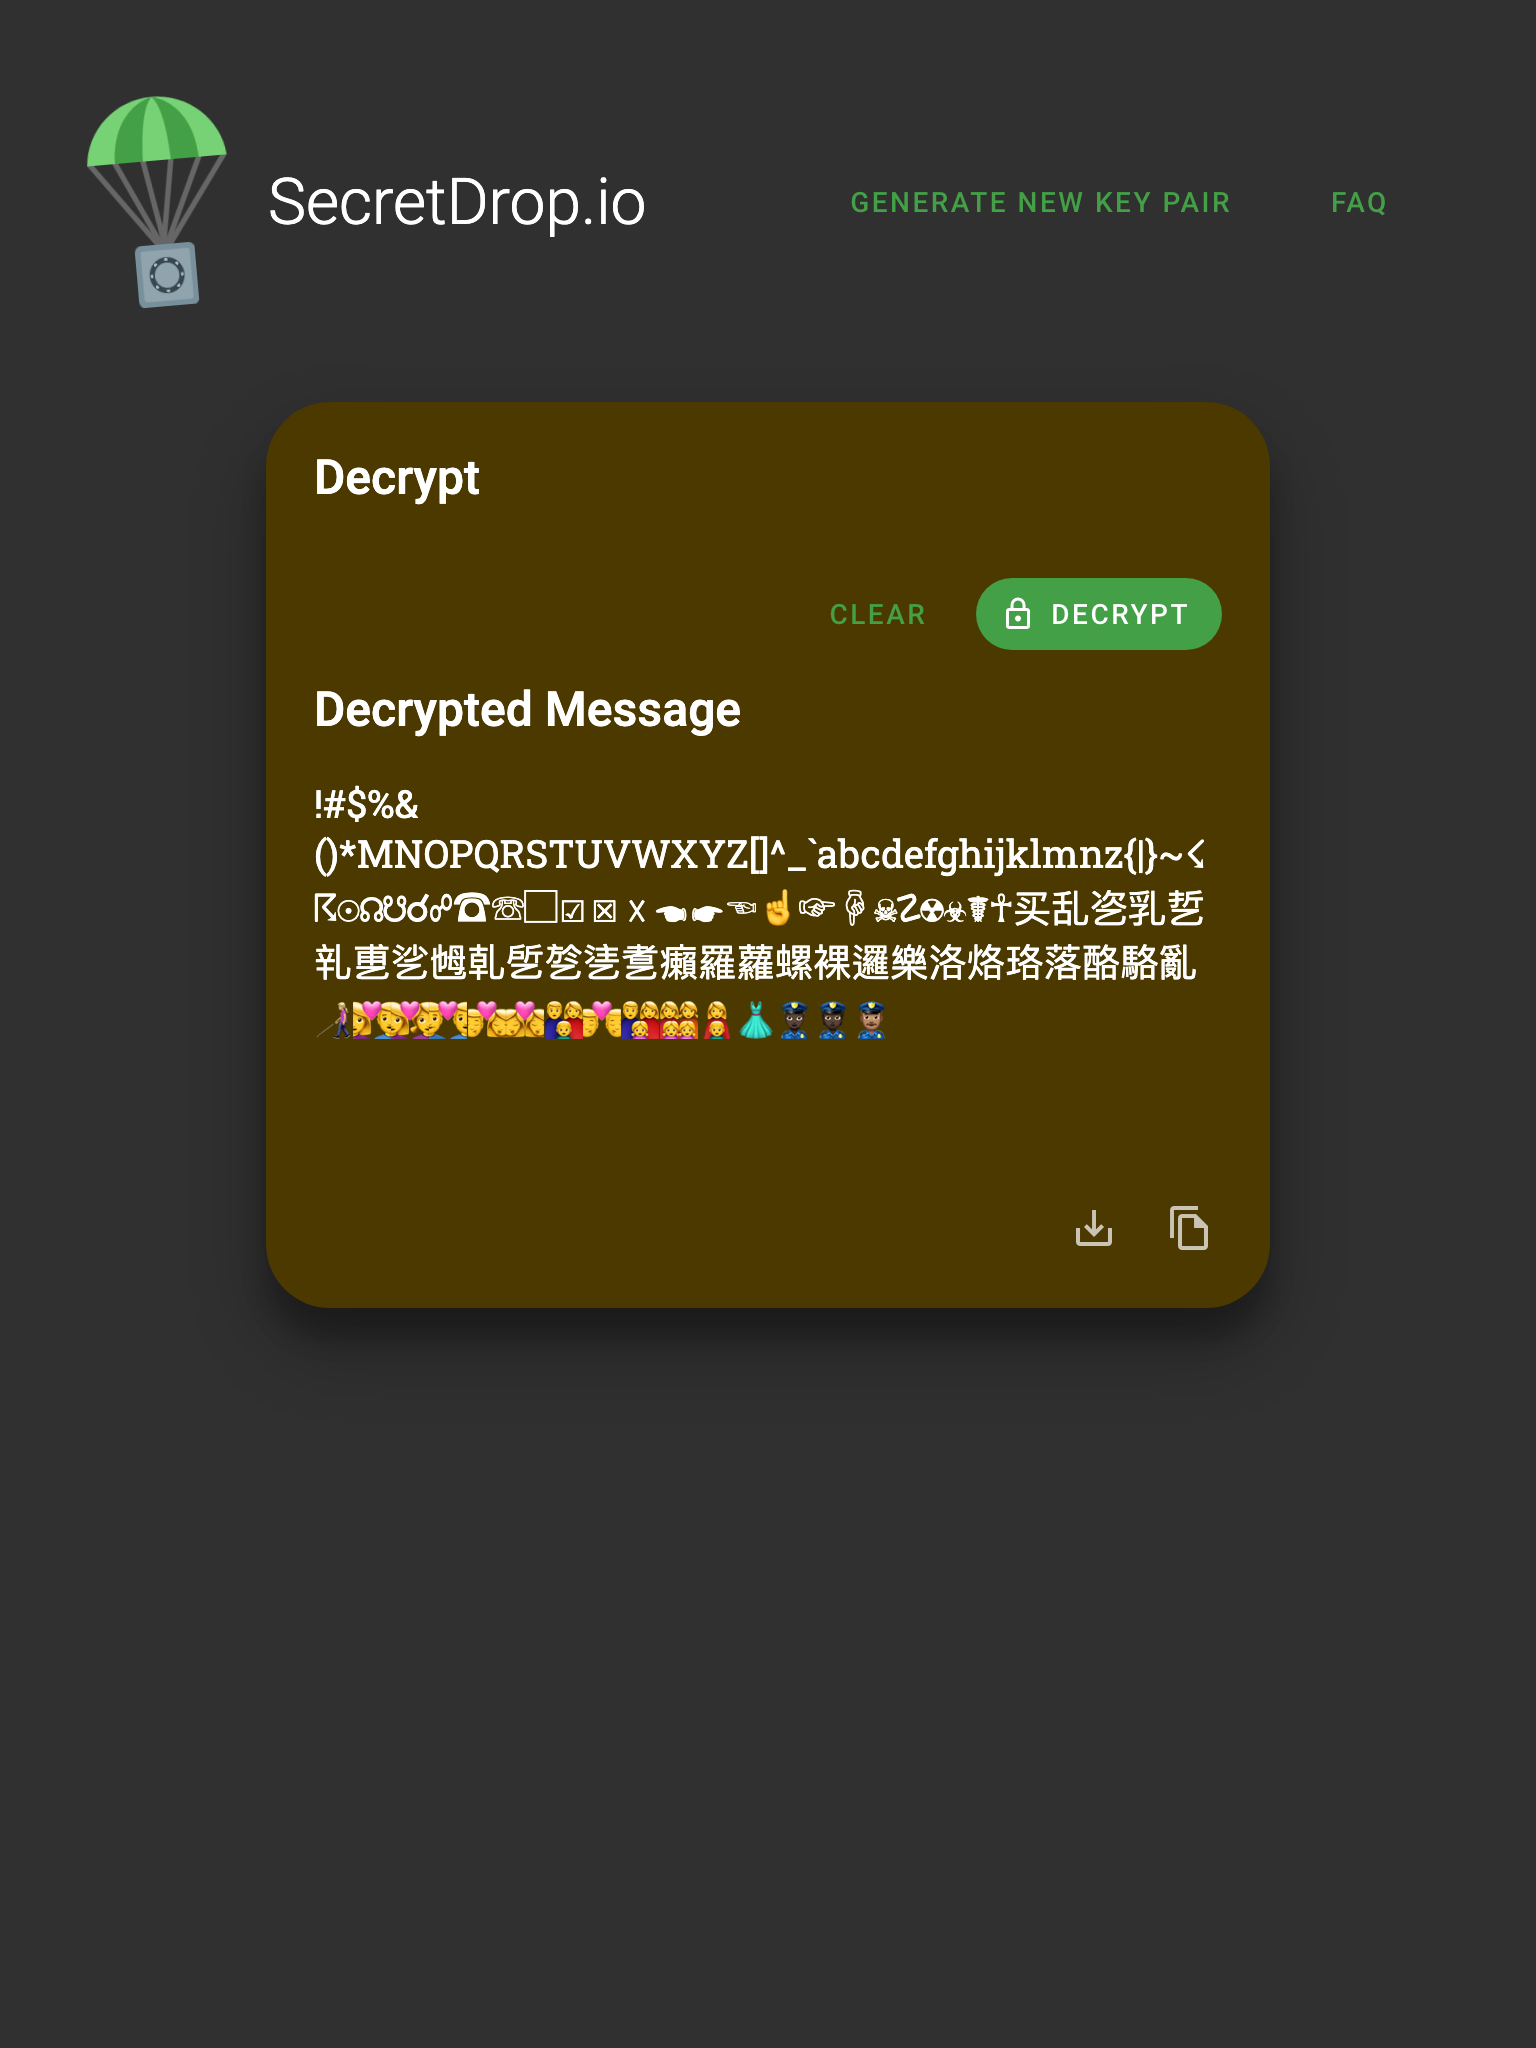 SecretDrop.io
GENERATE NEW KEY PAIR
FAQ
Decrypt
CLEAR
DECRYPT
Decrypted Message
!#$%&
()*MNOPQRSTUVWXYZ[]^_`abcdefghijklmnz{|}~☇
☈☉☊☋☌☍☎☏☐☑☒☓☚☛☜☝☞☟☠☡☢☣☤☥买乱乲乳乴
乵乶乷乸乹乺乻乼乽癩羅蘿螺裸邏樂洛烙珞落酪駱亂